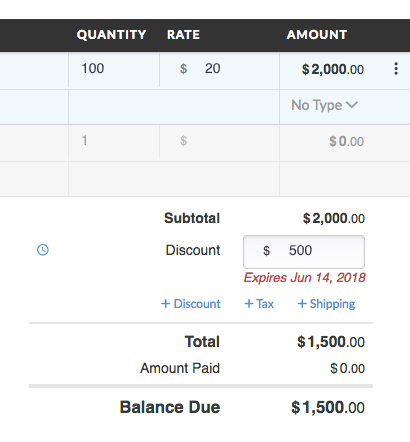 QUANTITY RATE AMOUNT
100 $ 20 $2,000.00
No Type
1 $ $0.00
Subtotal $2,000.00
Discount $ 500
Expires Jun 14, 2018
+ Discount + Tax + Shipping
Total $1,500.00
Amount Paid $0.00
Balance Due $1,500.00